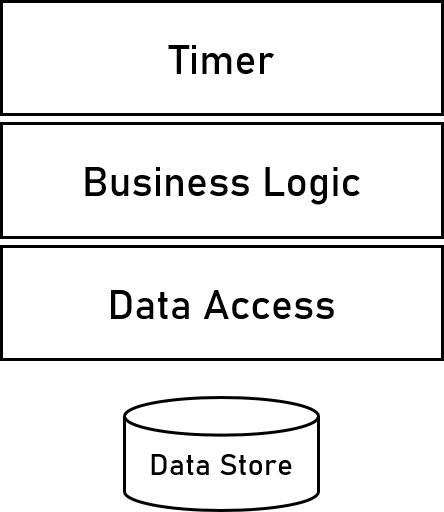 Timer
Business Logic
Data Access
Data Store